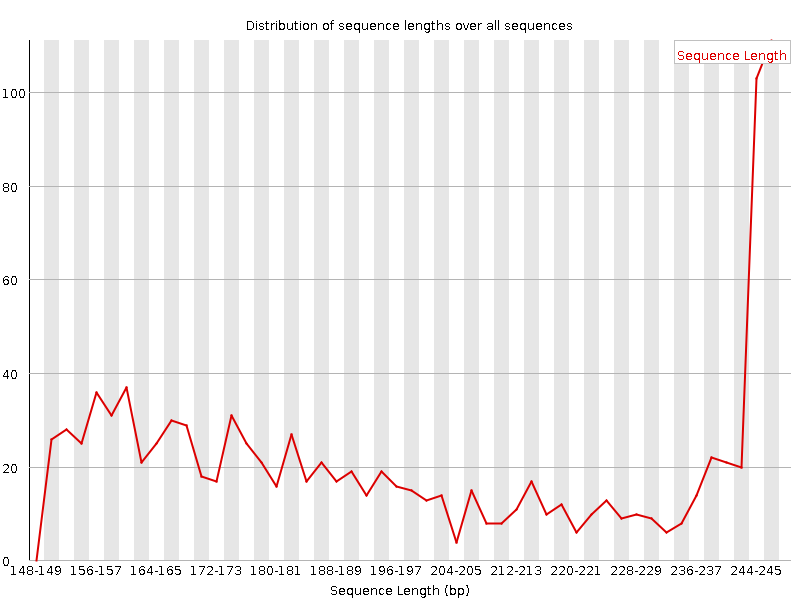 Distribution of sequence lengths over all sequences
Sequence Length
100
80
60
40
20
0
148-149 156-157 164-165 172-173 180-181 188-189 196-197 204-205 212-213 220-221 228-229 236-237 244-245
Sequence Length (bp)